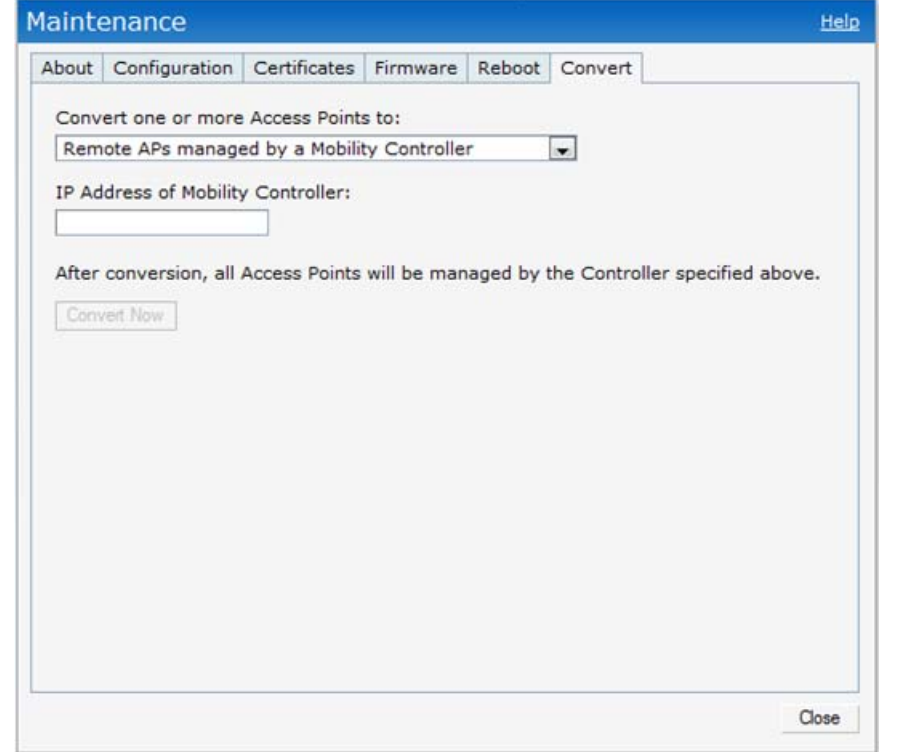 Maintenance
Help
About Configuration Certificates Firmware Reboot Convert
Convert one or more Access Points to:
Remote APs managed by a Mobility Controller
IP Address of Mobility Controller:
After conversion, all Access Points will be managed by the Controller specified above.
Convert Now
Close